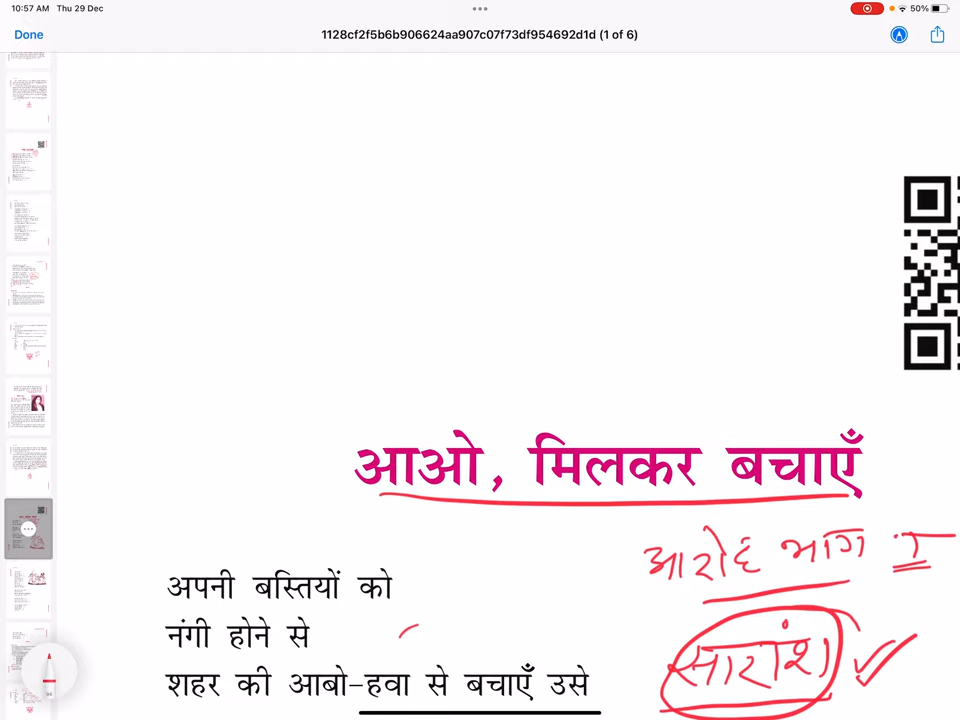 10:57 AM Thu 29 Dec
50%
Done
1128cf2f5b6b906624aa907c07f73df954692d1d (1 of 6)
आओ, मिलकर बचाएँ
आरोह भाग I
सारांश
अपनी बस्तियों को
नंगी होने से
शहर की आबो-हवा से बचाएँ उसे